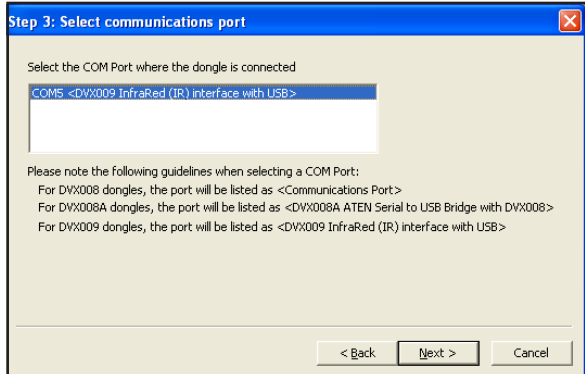 Step 3: Select communications port
Select the COM Port where the dongle is connected
COM5 <DVX009 InfraRed (IR) interface with USB>
Please note the following guidelines when selecting a COM Port:
For DVX008 dongles, the port will be listed as <Communications Port>
For DVX008A dongles, the port will be listed as <DVX008A ATEN Serial to USB Bridge with DVX008>
For DVX009 dongles, the port will be listed as <DVX009 InfraRed (IR) interface with USB>
< Back Next > Cancel